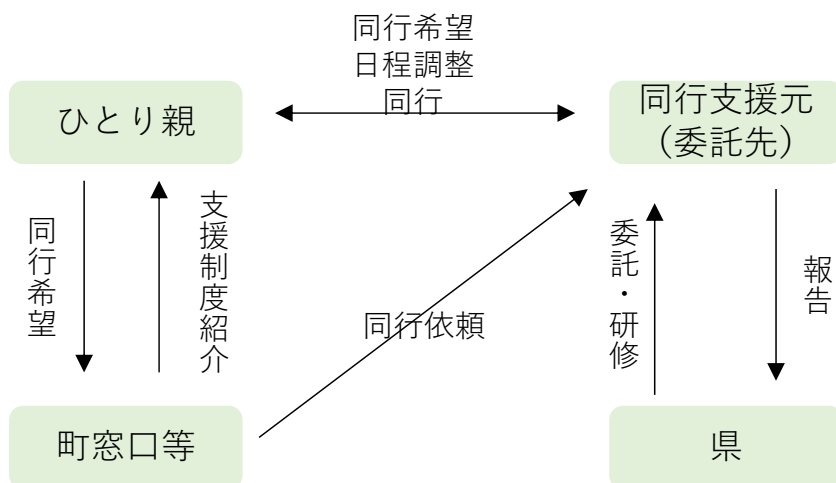 同行希望
日程調整
同行
ひとり親
同行支援元
（委託先）
同行希望
支援制度紹介
同行依頼
委託・研修
報告
町窓口等
県